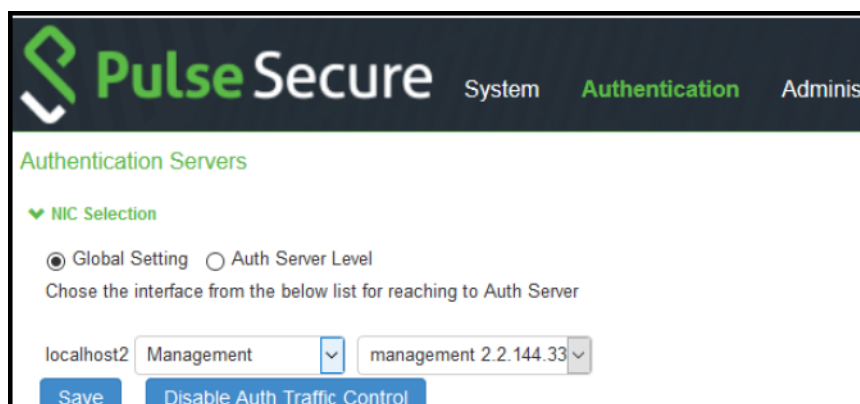 Pulse Secure System Authentication Adminis
Authentication Servers
NIC Selection
Global Setting Auth Server Level
Chose the interface from the below list for reaching to Auth Server
localhost2 Management management 2.2.144.33
Save Disable Auth Traffic Control